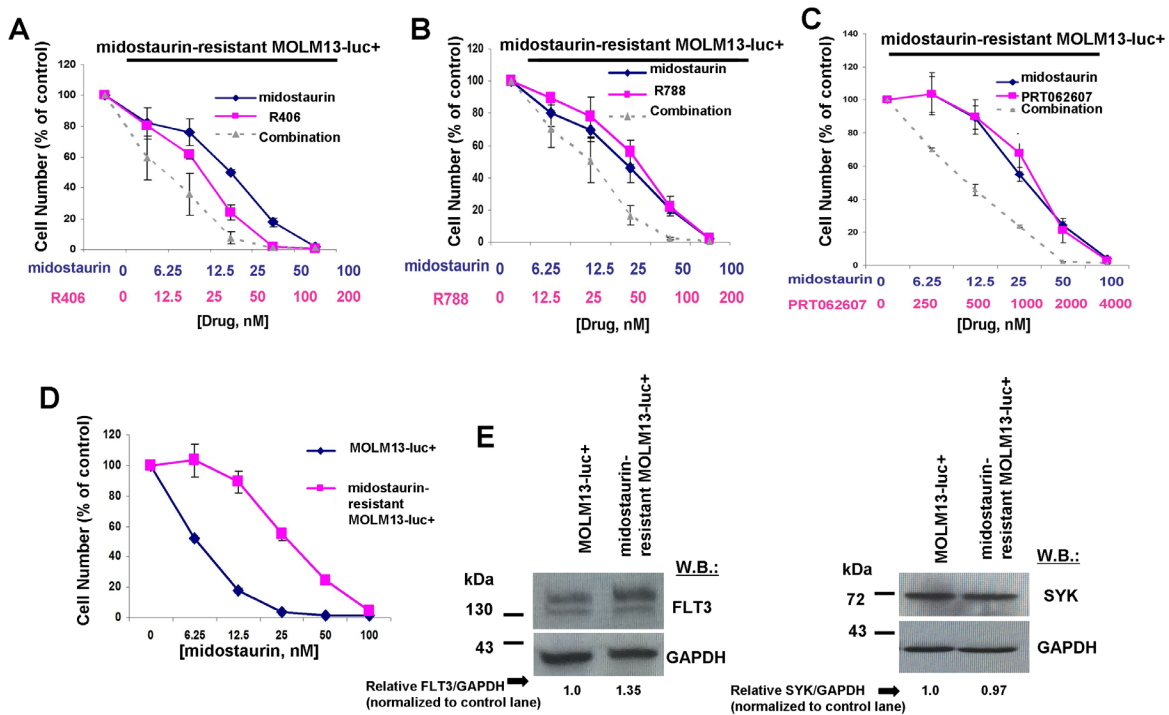 A
midostaurin-resistant MOLM13-luc+
Cell Number (% of control)
120
100
80
60
40
20
0
midostaurin
R406
Combination
midostaurin 0 6.25 12.5 25 50 100
R406 0 12.5 25 50 100 200
[Drug, nM]
B
midostaurin-resistant MOLM13-luc+
Cell Number (% of control)
120
100
80
60
40
20
0
midostaurin
R788
Combination
midostaurin 0 6.25 12.5 25 50 100
R788 0 12.5 25 50 100 200
[Drug, nM]
C
midostaurin-resistant MOLM13-luc+
Cell Number (% of control)
140
120
100
80
60
40
20
0
midostaurin
PRT062607
Combination
midostaurin 0 6.25 12.5 25 50 100
PRT062607 0 250 500 1000 2000 4000
[Drug, nM]
D
Cell Number (% of control)
120
100
80
60
40
20
0
MOLM13-luc+
midostaurin-
resistant
MOLM13-luc+
0 6.25 12.5 25 50 100
[midostaurin, nM]
E
MOLM13-luc+
midostaurin-
resistant MOLM13-luc+
W.B.:
kDa
130
FLT3
43
GAPDH
Relative FLT3/GAPDH 1.0 1.35
(normalized to control lane)
MOLM13-luc+
midostaurin-
resistant MOLM13-luc+
W.B.:
kDa
72
SYK
43
GAPDH
Relative SYK/GAPDH 1.0 0.97
(normalized to control lane)